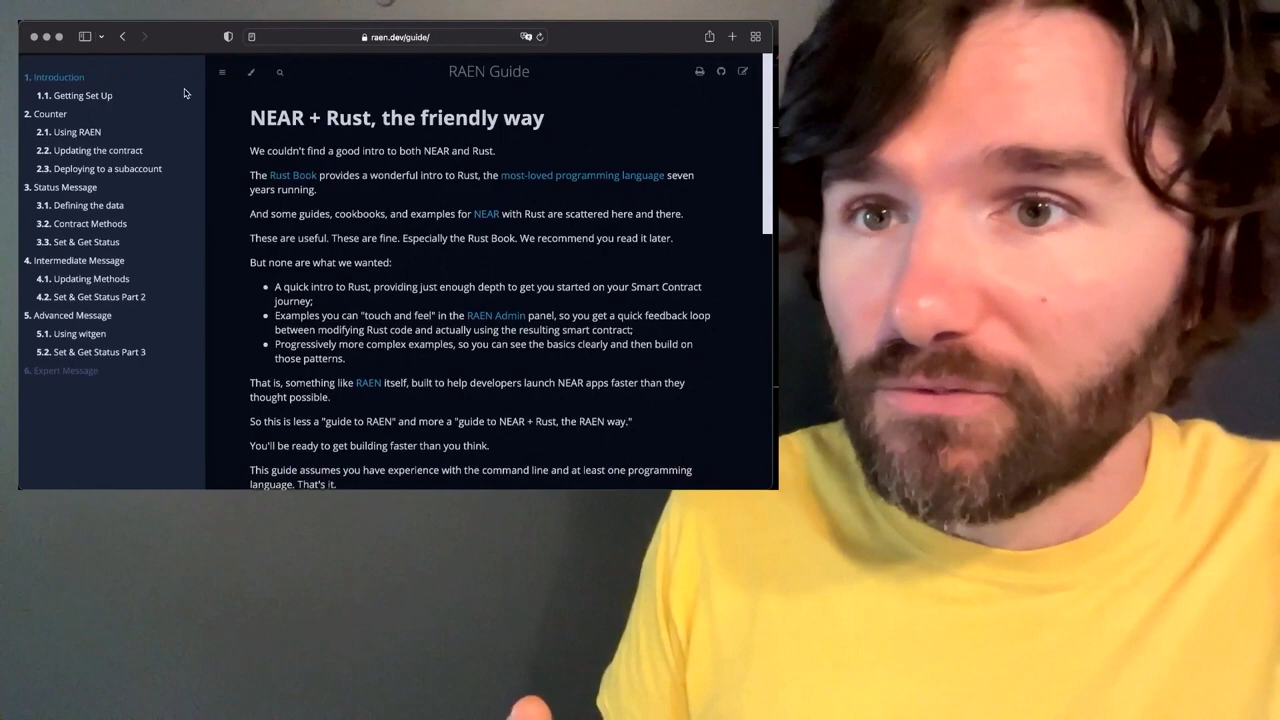 raen.dev/guide/
1. Introduction
1.1. Getting Set Up
2. Counter
2.1. Using RAEN
2.2. Updating the contract
2.3. Deploying to a subaccount
3. Status Message
3.1. Defining the data
3.2. Contract Methods
3.3. Set & Get Status
4. Intermediate Message
4.1. Updating Methods
4.2. Set & Get Status Part 2
5. Advanced Message
5.1. Using witgen
5.2. Set & Get Status Part 3
6. Expert Message
RAEN Guide
NEAR + Rust, the friendly way
We couldn't find a good intro to both NEAR and Rust.
The Rust Book provides a wonderful intro to Rust, the most-loved programming language seven
years running.
And some guides, cookbooks, and examples for NEAR with Rust are scattered here and there.
These are useful. These are fine. Especially the Rust Book. We recommend you read it later.
But none are what we wanted:
• A quick intro to Rust, providing just enough depth to get you started on your Smart Contract
journey;
• Examples you can "touch and feel" in the RAEN Admin panel, so you get a quick feedback loop
between modifying Rust code and actually using the resulting smart contract;
• Progressively more complex examples, so you can see the basics clearly and then build on
those patterns.
That is, something like RAEN itself, built to help developers launch NEAR apps faster than they
thought possible.
So this is less a "guide to RAEN" and more a "guide to NEAR + Rust, the RAEN way."
You'll be ready to get building faster than you think.
This guide assumes you have experience with the command line and at least one programming
language. That's it.